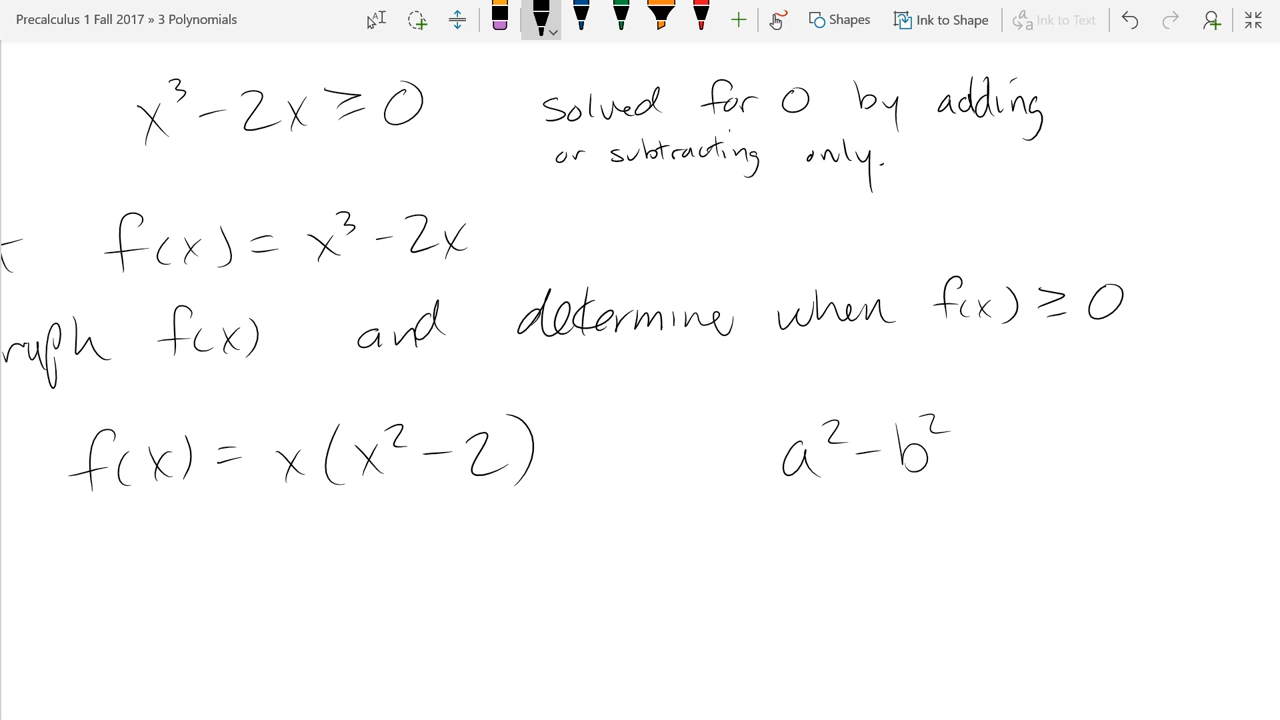 Precalculus 1 Fall 2017 » 3 Polynomials Shapes Ink to Shape Ink to Text
x³ - 2x ≥ 0 solved for 0 by adding
or subtracting only.
f(x) = x³ - 2x
raph f(x) and determine when f(x) ≥ 0
f(x) = x(x² - 2) a² - b²